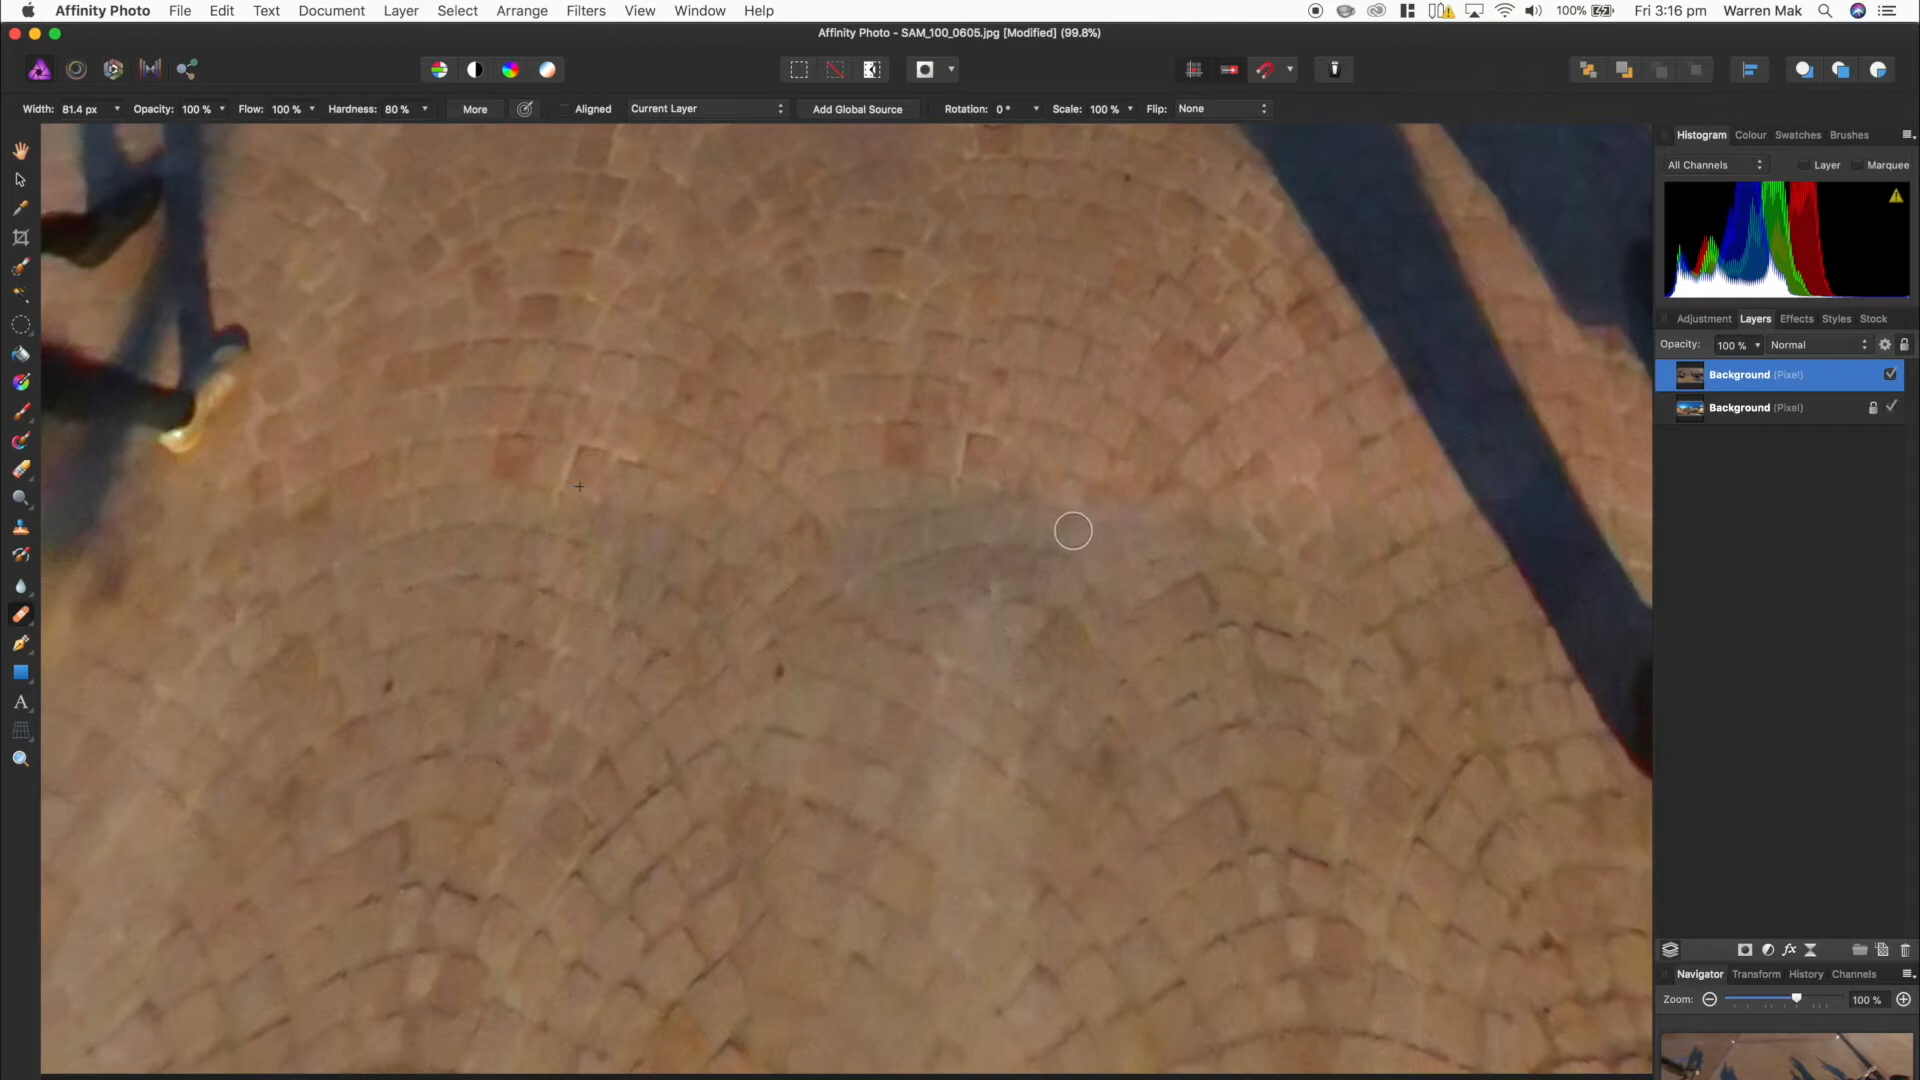 Affinity Photo File Edit Text Document Layer Select Arrange Filters View Window Help 100% Fri 3:16 pm Warren Mak
Affinity Photo - SAM_100_0605.jpg [Modified] (99.8%)
Width: 81.4 px Opacity: 100 % Flow: 100 % Hardness: 80 % More Aligned Current Layer Add Global Source Rotation: 0 ° Scale: 100 % Flip: None
Histogram Colour Swatches Brushes
All Channels Layer Marquee
Adjustment Layers Effects Styles Stock
Opacity: 100 % Normal
Background (Pixel)
Background (Pixel)
Navigator Transform History Channels
Zoom: 100 %